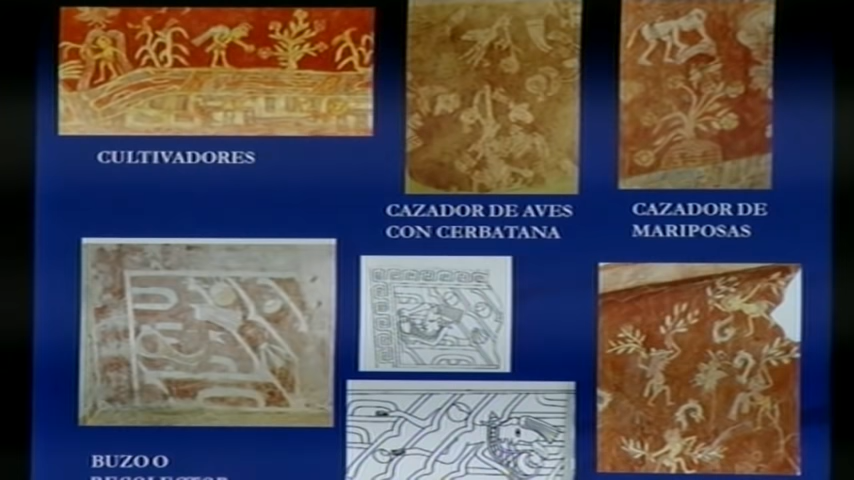 CULTIVADORES
CAZADOR DE AVES
CON CERBATANA
CAZADOR DE
MARIPOSAS
BUZO O